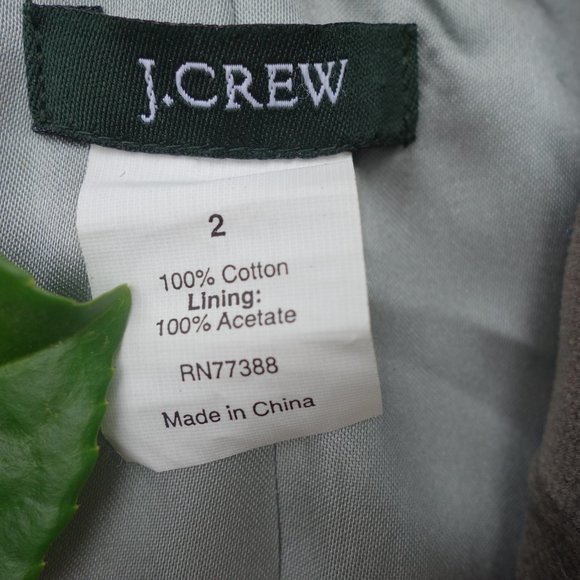 J.CREW
2
100% Cotton
Lining:
100% Acetate
RN77388
Made in China